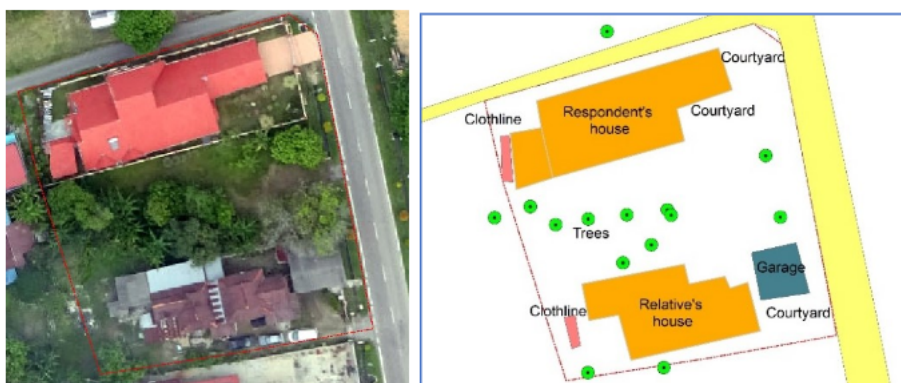 Courtyard
Respondent's
house
Courtyard
Clothline
Trees
Garage
Relative's
house
Clothline
Courtyard